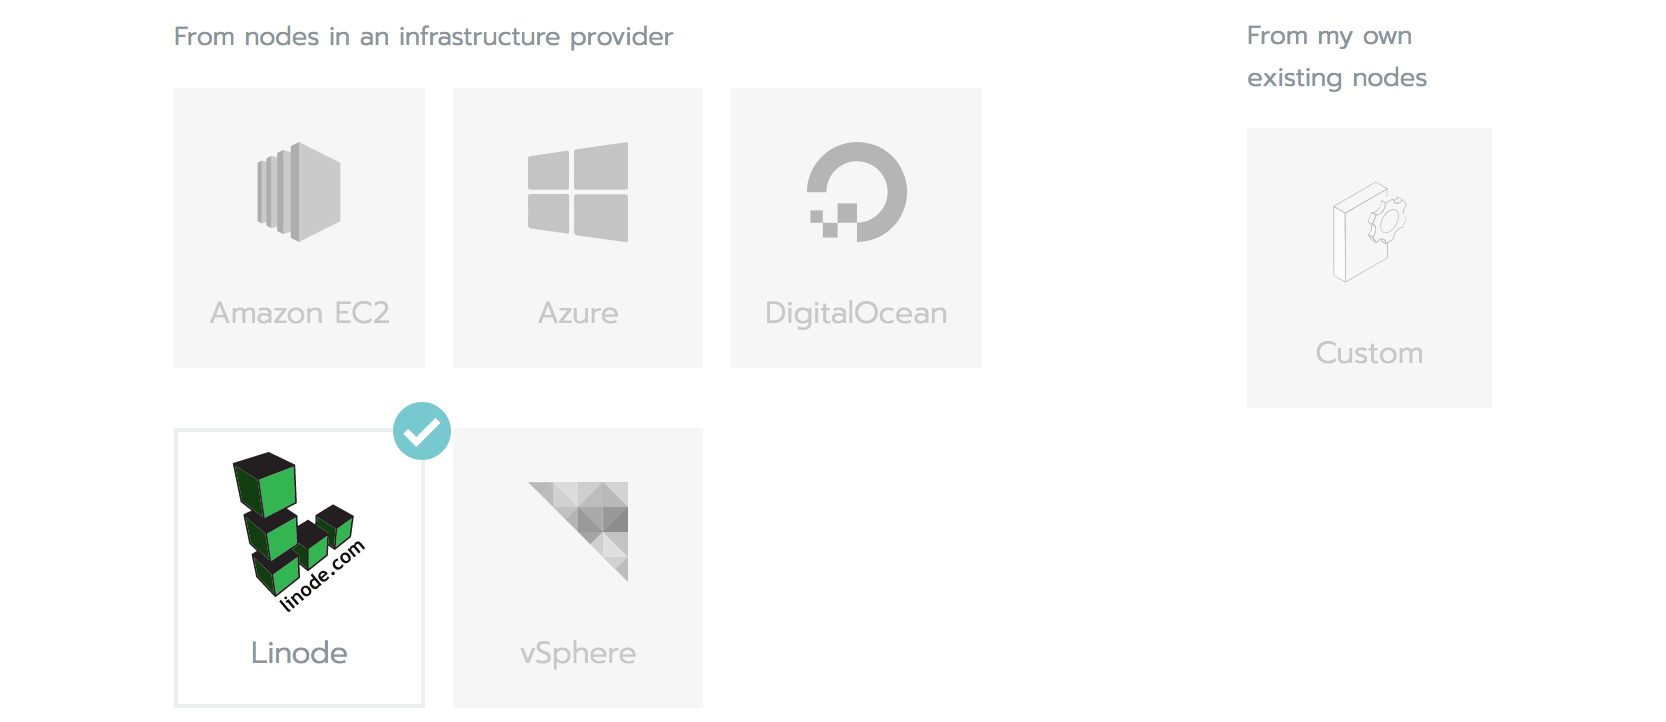 From nodes in an infrastructure provider
From my own
existing nodes
Amazon EC2
Azure
DigitalOcean
Custom
linode.com
Linode
vSphere